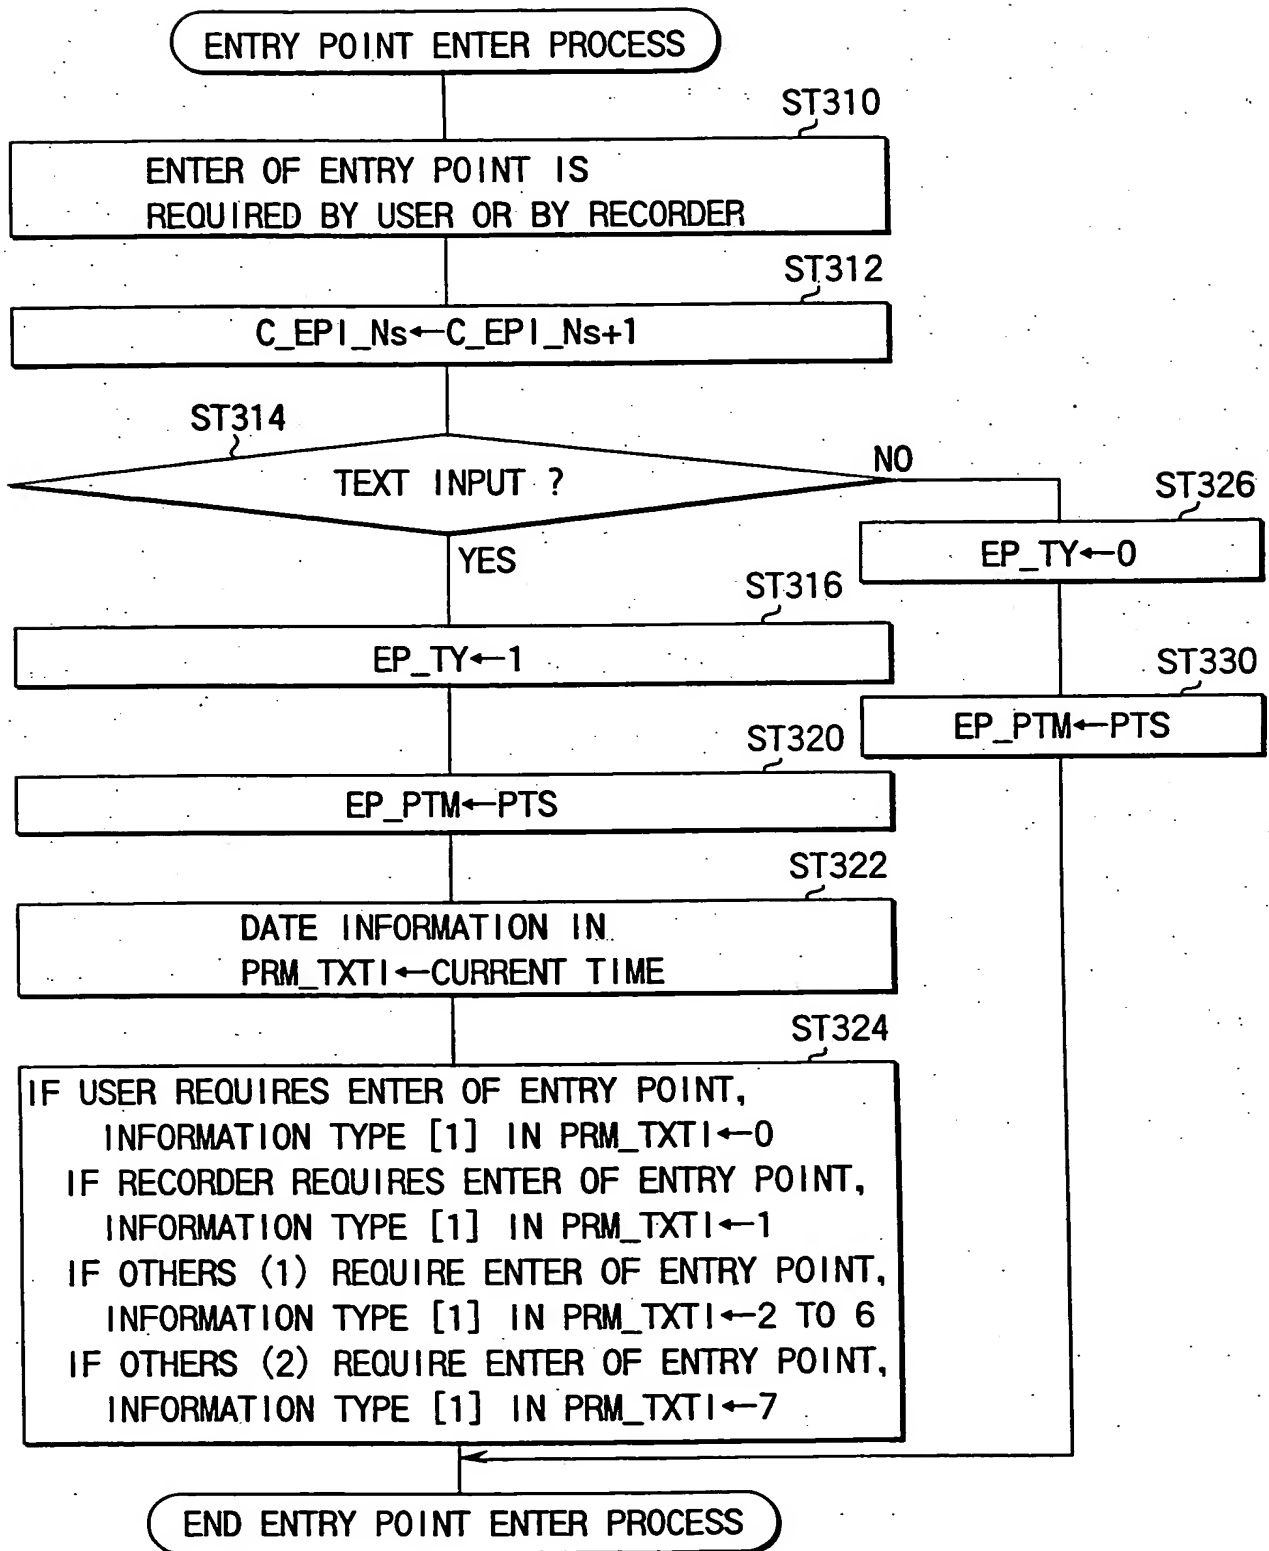 ENTRY POINT ENTER PROCESS
ST310
ENTER OF ENTRY POINT IS
REQUIRED BY USER OR BY RECORDER
ST312
C_EPI_Ns←C_EPI_Ns+1
ST314
TEXT INPUT ?
NO
YES
ST326
EP_TY←0
ST316
EP_TY←1
ST330
EP_PTM←PTS
ST320
EP_PTM←PTS
ST322
DATE INFORMATION IN
PRM_TXTI←CURRENT TIME
ST324
IF USER REQUIRES ENTER OF ENTRY POINT,
INFORMATION TYPE [1] IN PRM_TXTI←0
IF RECORDER REQUIRES ENTER OF ENTRY POINT,
INFORMATION TYPE [1] IN PRM_TXTI←1
IF OTHERS (1) REQUIRE ENTER OF ENTRY POINT,
INFORMATION TYPE [1] IN PRM_TXTI←2 TO 6
IF OTHERS (2) REQUIRE ENTER OF ENTRY POINT,
INFORMATION TYPE [1] IN PRM_TXTI←7
END ENTRY POINT ENTER PROCESS